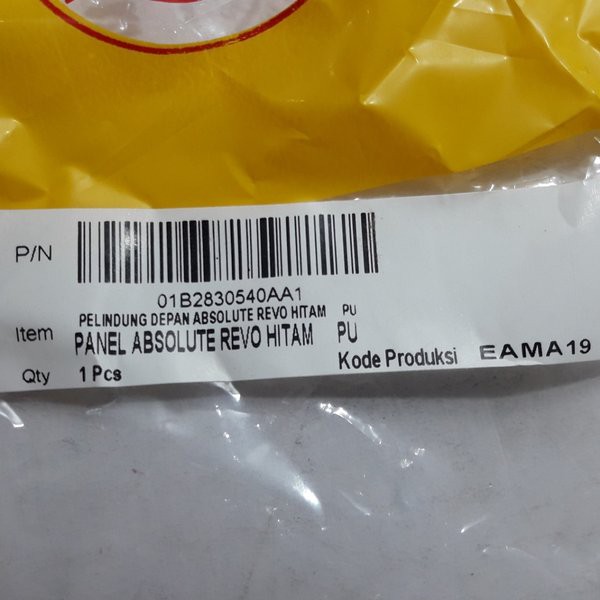 P/N
01B2830540AA1
PELINDUNG DEPAN ABSOLUTE REVO HITAM PU
Item PANEL ABSOLUTE REVO HITAM PU
Kode Produksi EAMA19
Qty 1 Pcs